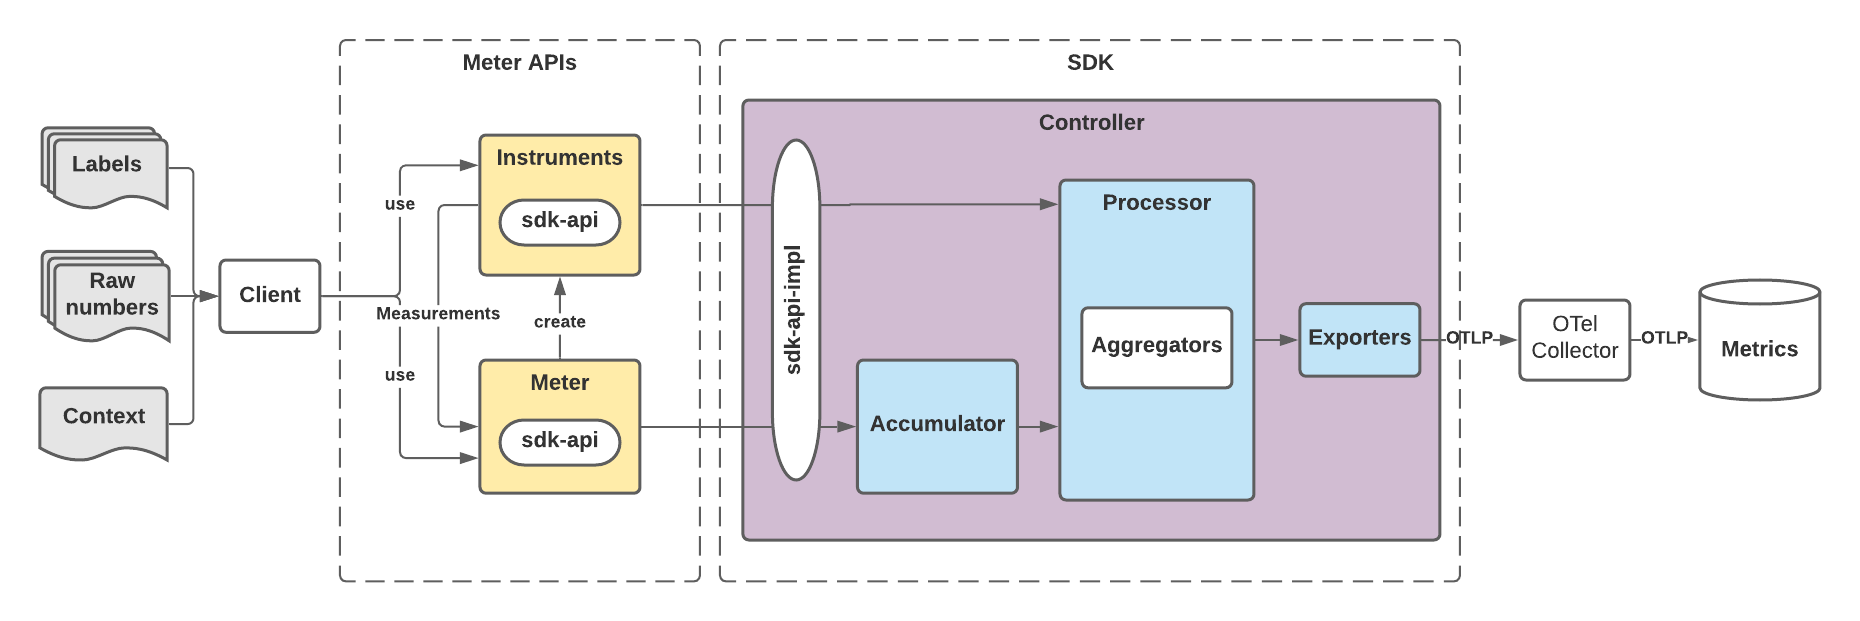 Meter APIs
SDK
Controller
Labels
Instruments
sdk-api
use
Processor
Raw
numbers
Client
Measurements
create
sdk-api-impl
Aggregators
Exporters
OTLP
OTel
Collector
OTLP
Metrics
use
Meter
sdk-api
Accumulator
Context